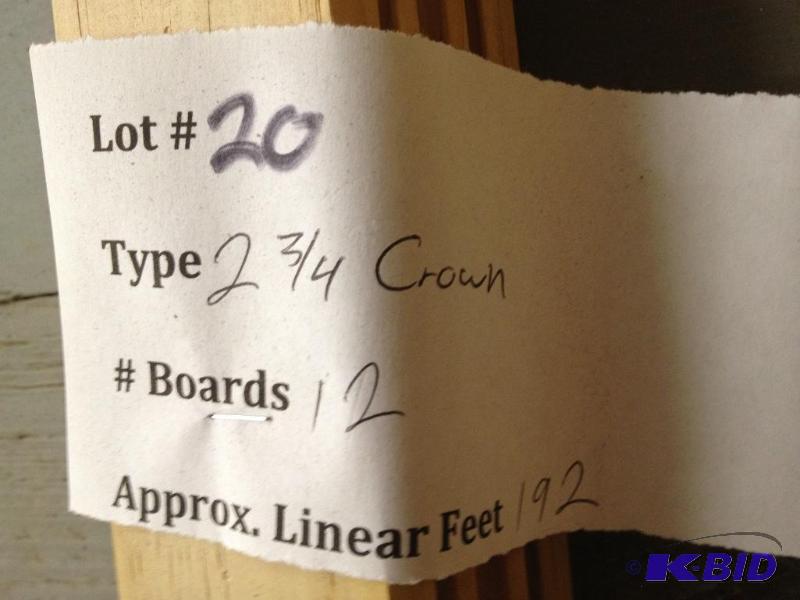 Lot # 20
Type 2 3/4 Crown
# Boards 12
Approx. Linear Feet 192
© K-BID